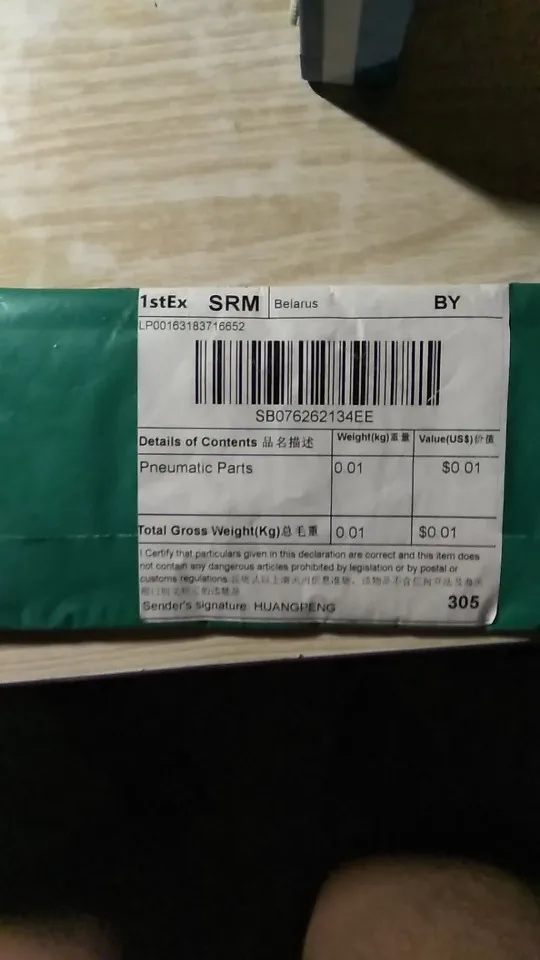 1stEx SRM Belarus BY
LP00163183716652
SB076262134EE
Details of Contents 品名描述 Weight(kg)重量 Value(US$)价值
Pneumatic Parts 0.01 $0 01
Total Gross Weight(Kg)总毛重 0.01 $0.01
I Certify that particulars given in this declaration are correct and this item does
not contain any dangerous articles prohibited by legislation or by postal or
customs regulations.
Sender's signature: HUANGPENG 305